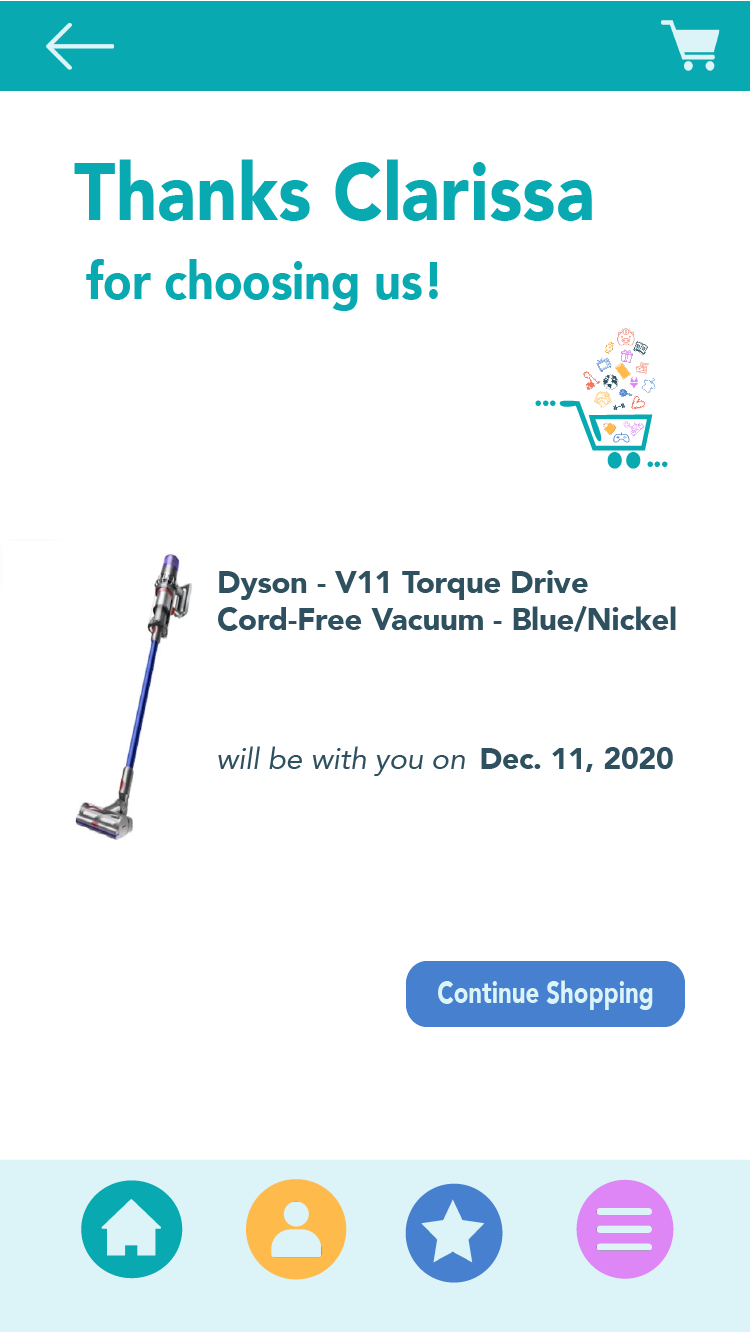 Thanks Clarissa
for choosing us!
Dyson - V11 Torque Drive
Cord-Free Vacuum - Blue/Nickel
will be with you on Dec. 11, 2020
Continue Shopping